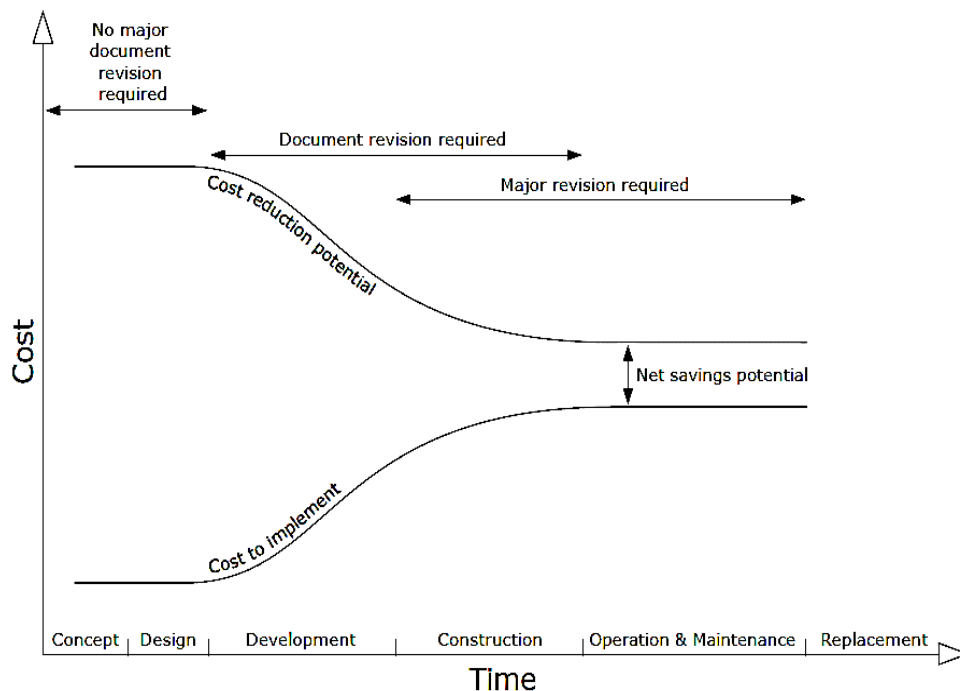 No major
document
revision
required
Document revision required
Major revision required
Cost reduction potential
Cost
Net savings potential
Cost to implement
Concept
Design
Development
Construction
Operation & Maintenance
Replacement
Time